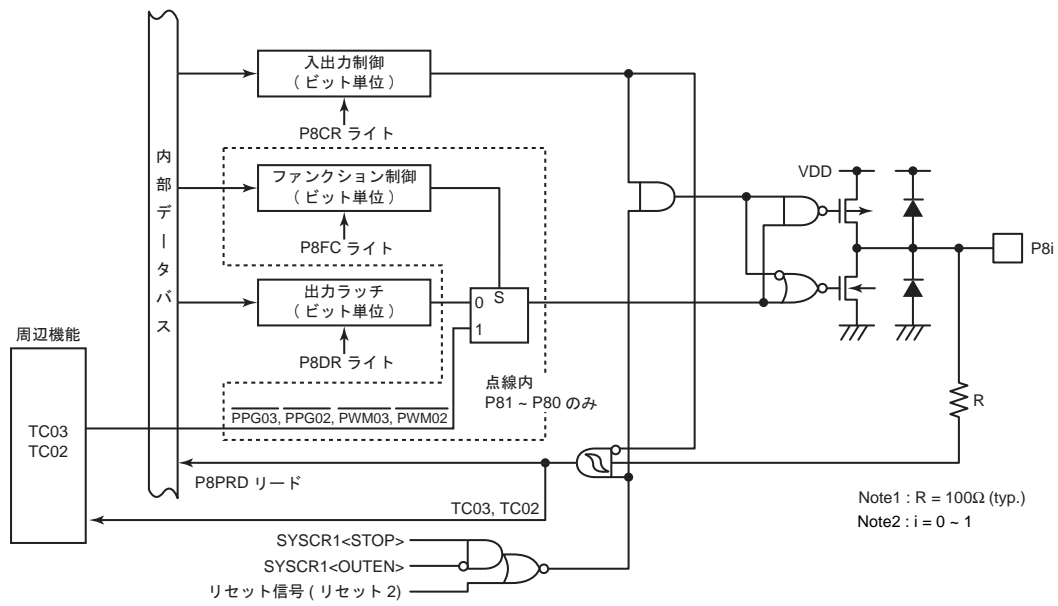 入出力制御
( ビット単位 )
P8CR ライト
内部データバス
ファンクション制御
( ビット単位 )
P8FC ライト
VDD
P8i
出力ラッチ
( ビット単位 )
P8DR ライト
S
0
1
周辺機能
TC03
TC02
点線内
P81 ~ P80 のみ
PPG03, PPG02, PWM03, PWM02
R
P8PRD リード
TC03, TC02
Note1 : R = 100Ω (typ.)
Note2 : i = 0 ~ 1
SYSCR1<STOP>
SYSCR1<OUTEN>
リセット信号 ( リセット 2)